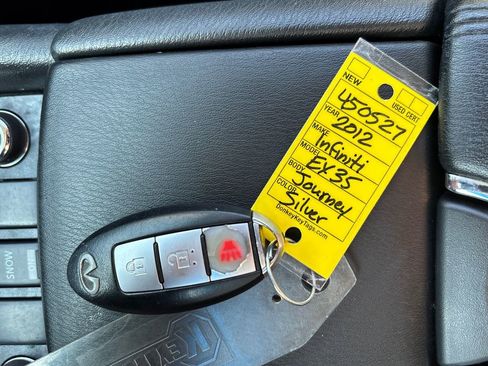 NEW
USED CERT
450527
YEAR 2012
MAKE Infiniti
MODEL EX35
BODY Journey
COLOR Silver
DonkeyKeyTags.com
SNOW